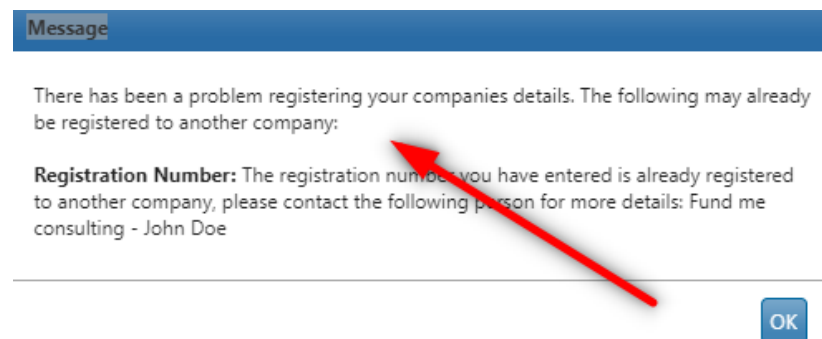 Message
There has been a problem registering your companies details. The following may already
be registered to another company:
Registration Number: The registration number you have entered is already registered
to another company, please contact the following person for more details: Fund me
consulting - John Doe
OK